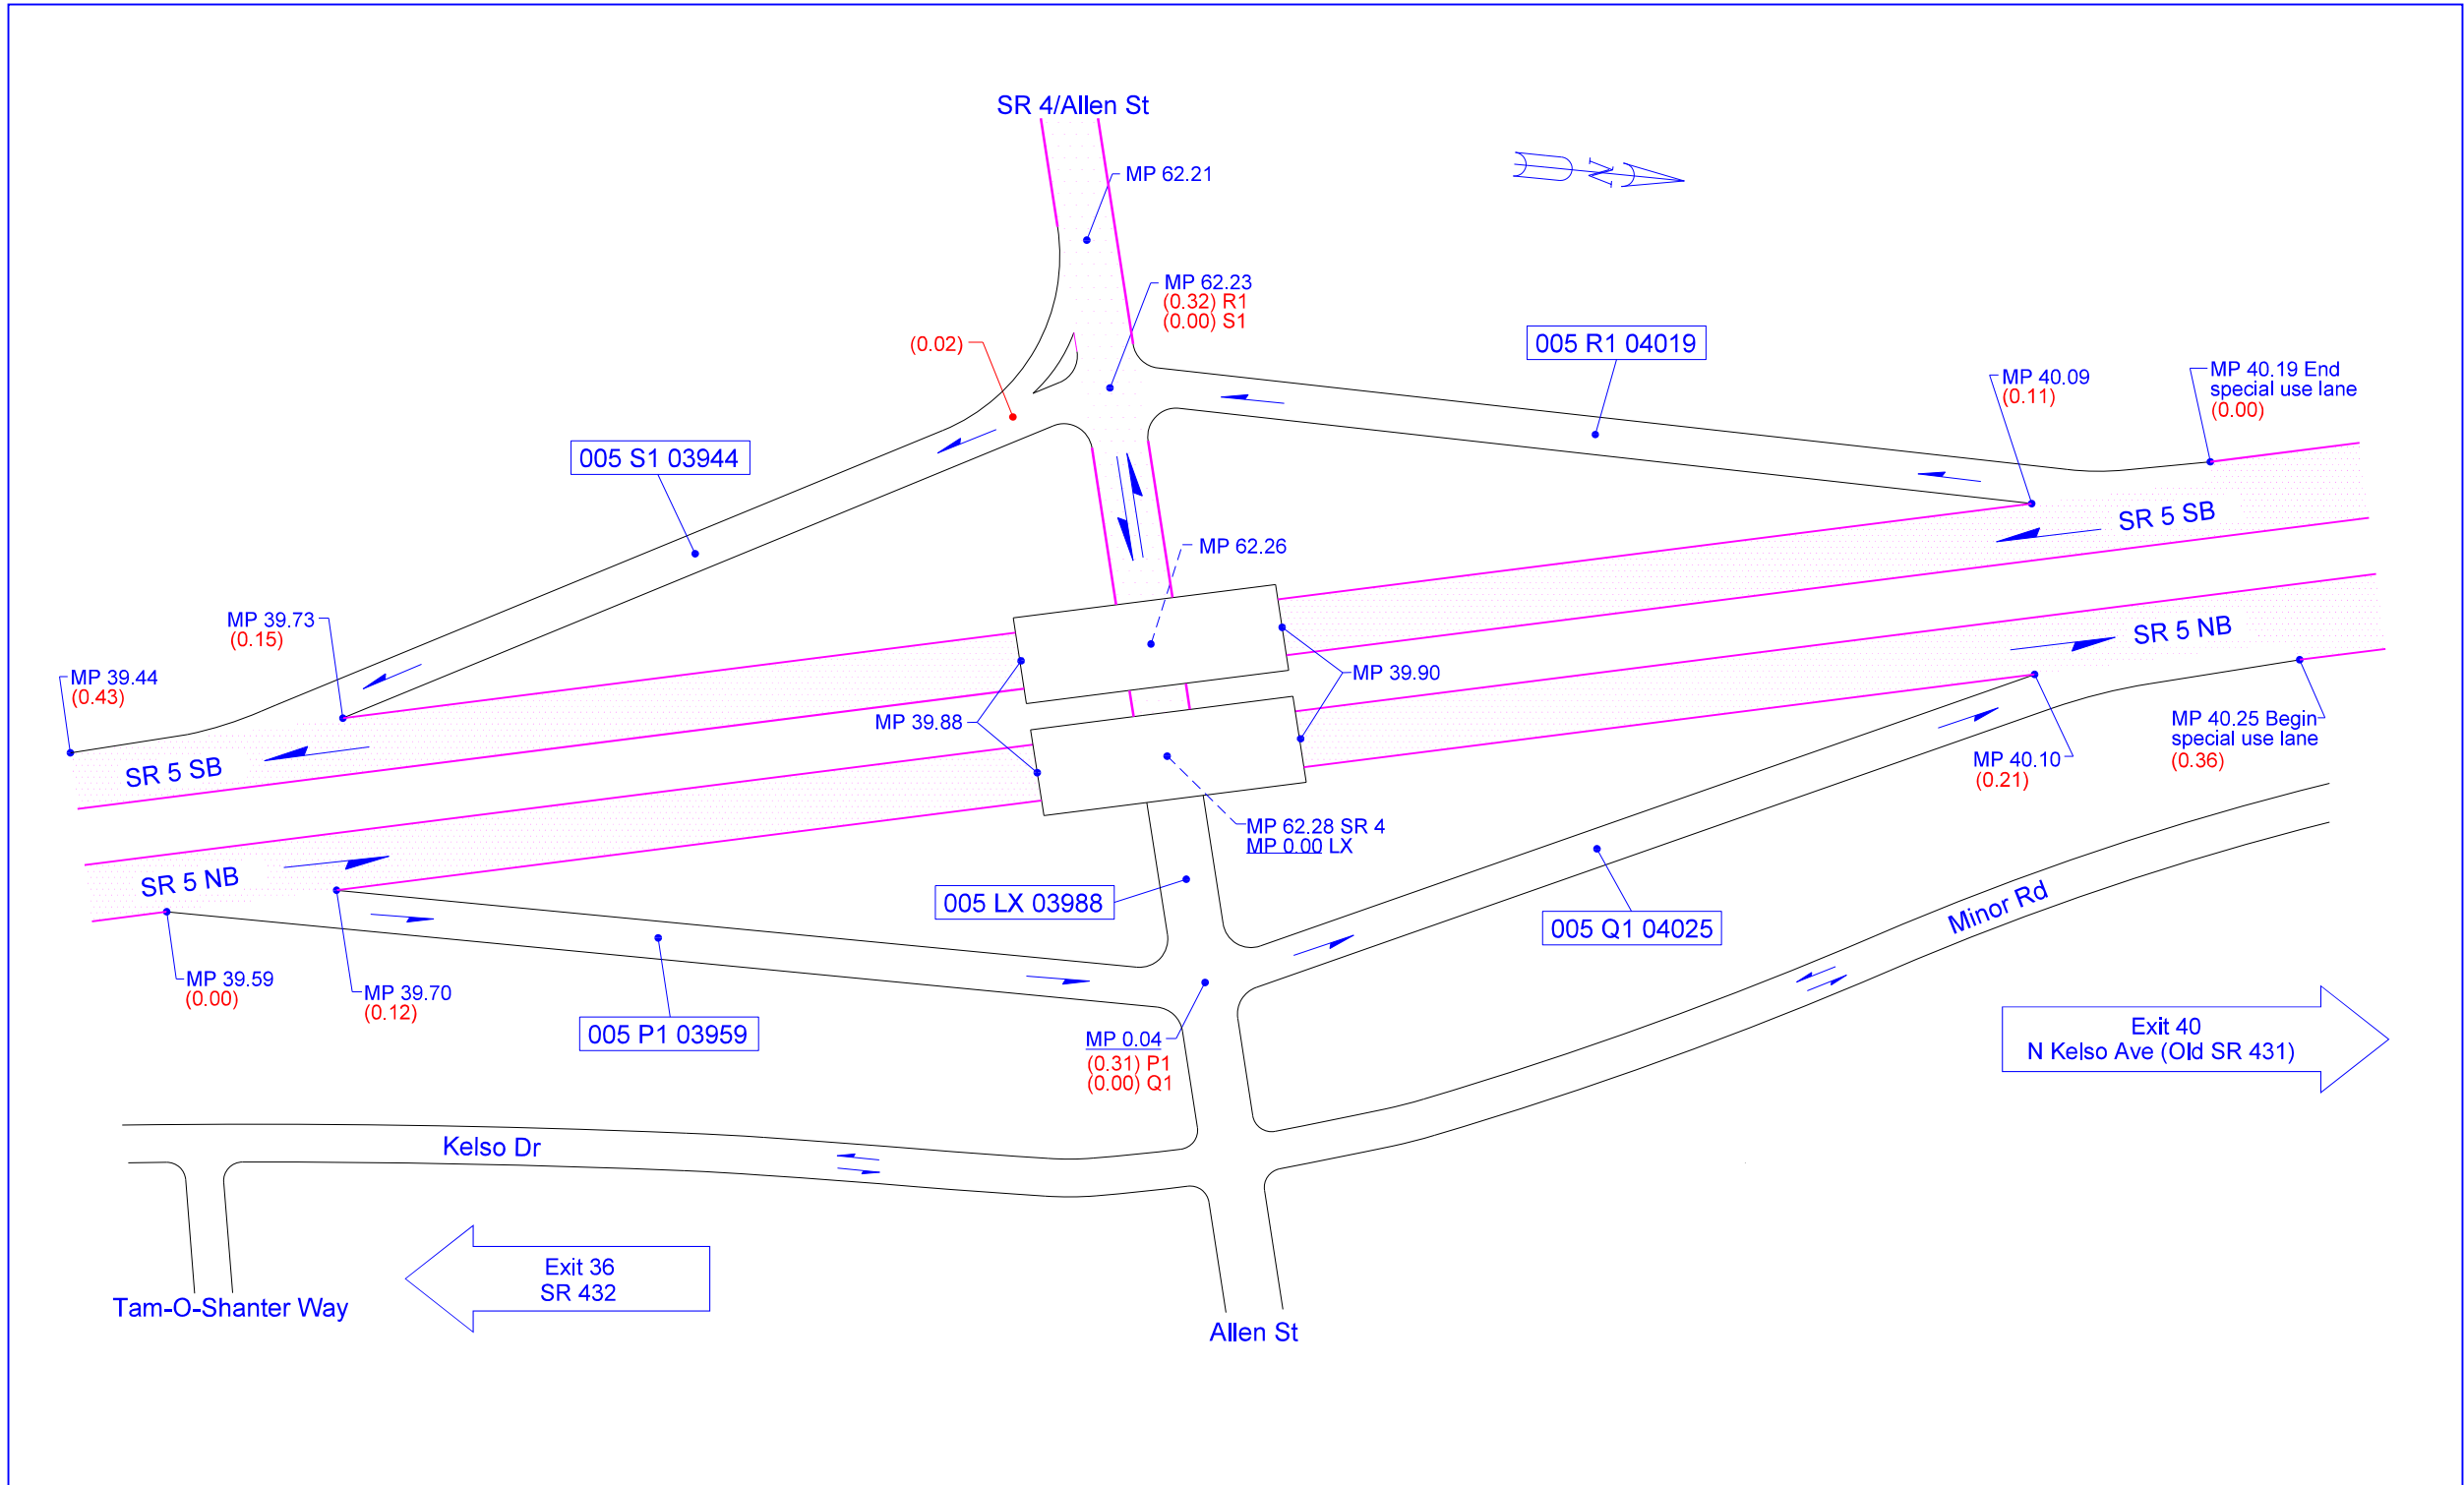 SR 4/Allen St
MP 62.21
N
MP 62.23
(0.32) R1
(0.00) S1
(0.02)
005 R1 04019
MP 40.19 End
special use lane
(0.00)
MP 40.09
(0.11)
005 S1 03944
SR 5 SB
MP 62.26
SR 5 NB
MP 39.73
(0.15)
MP 39.44
(0.43)
MP 39.90
MP 39.88
MP 40.25 Begin
special use lane
(0.36)
MP 40.10
(0.21)
SR 5 SB
MP 62.28 SR 4
MP 0.00 LX
SR 5 NB
005 LX 03988
Minor Rd
005 Q1 04025
MP 39.59
(0.00)
MP 39.70
(0.12)
005 P1 03959
MP 0.04
(0.31) P1
(0.00) Q1
Exit 40
N Kelso Ave (Old SR 431)
Kelso Dr
Exit 36
SR 432
Tam-O-Shanter Way
Allen St